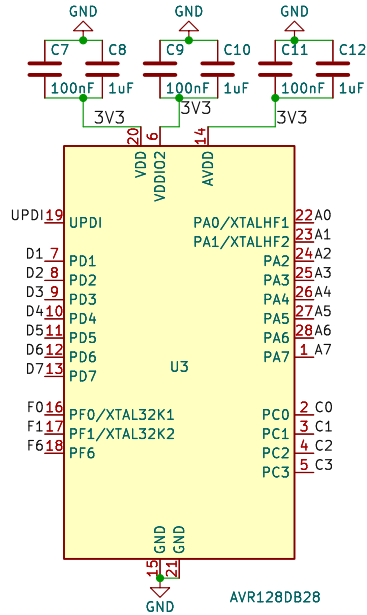 GND GND GND
C7 C8 C9 C10 C11 C12
100nF 1uF 100nF 1uF 100nF 1uF
3V3 3V3 3V3
20 6 14
VDD VDDIO2 AVDD
UPDI 19 UPDI PA0/XTALHF1 22 A0
PA1/XTALHF2 23 A1
D1 7 PD1 PA2 24 A2
D2 8 PD2 PA3 25 A3
D3 9 PD3 PA4 26 A4
D4 10 PD4 PA5 27 A5
D5 11 PD5 PA6 28 A6
D6 12 PD6 PA7 1 A7
D7 13 PD7
U3
F0 16 PF0/XTAL32K1 PC0 2 C0
F1 17 PF1/XTAL32K2 PC1 3 C1
F6 18 PF6 PC2 4 C2
PC3 5 C3
GND GND
15 21
GND
AVR128DB28